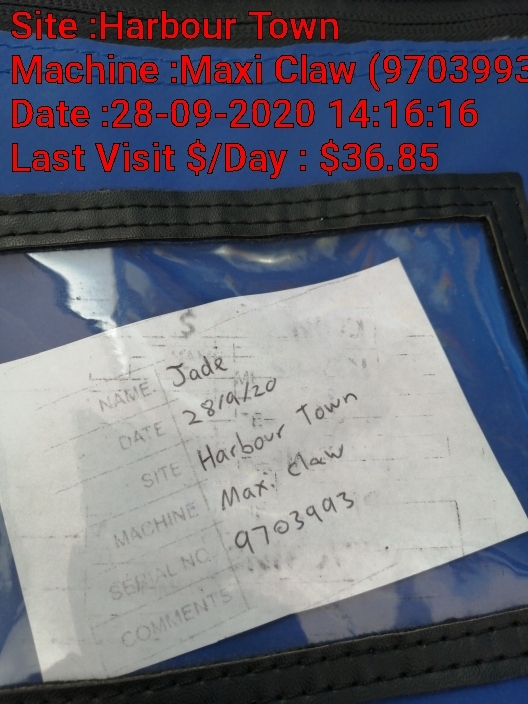 Site :Harbour Town
Machine :Maxi Claw (9703993
Date :28-09-2020 14:16:16
Last Visit $/Day : $36.85
S
NAME Jade
DATE 28/9/20
SITE Harbour Town
MACHINE Maxi Claw
SERIAL NO. 9703993
COMMENTS